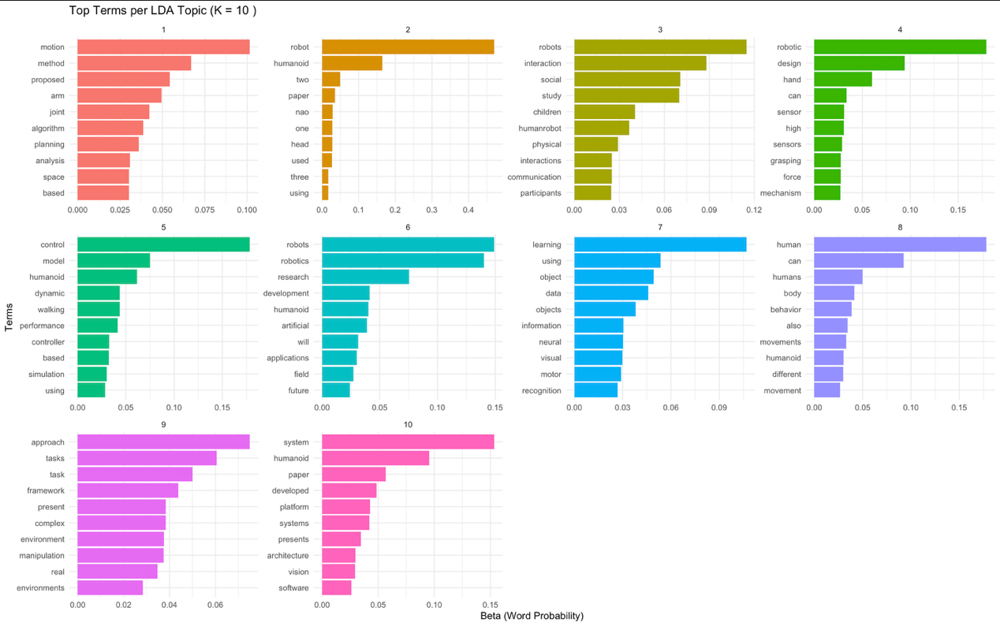 Top Terms per LDA Topic (K = 10 )
1
motion
method
proposed
arm
joint
algorithm
planning
analysis
space
based
0.000 0.025 0.050 0.075 0.100
2
robot
humanoid
two
paper
nao
one
head
used
three
using
0.0 0.1 0.2 0.3 0.4
3
robots
interaction
social
study
children
humanrobot
physical
interactions
communication
participants
0.00 0.03 0.06 0.09 0.12
4
robotic
design
hand
can
sensor
high
sensors
grasping
force
mechanism
0.00 0.05 0.10 0.15
5
control
model
humanoid
dynamic
walking
performance
controller
based
simulation
using
0.00 0.05 0.10 0.15
6
robots
robotics
research
development
humanoid
artificial
will
applications
field
future
0.00 0.05 0.10 0.15
7
learning
using
object
data
objects
information
neural
visual
motor
recognition
0.00 0.03 0.06 0.09
8
human
can
humans
body
behavior
also
movements
humanoid
different
movement
0.00 0.05 0.10 0.15
9
approach
tasks
task
framework
present
complex
environment
manipulation
real
environments
0.00 0.02 0.04 0.06
10
system
humanoid
paper
developed
platform
systems
presents
architecture
vision
software
0.00 0.05 0.10 0.15
Terms
Beta (Word Probability)